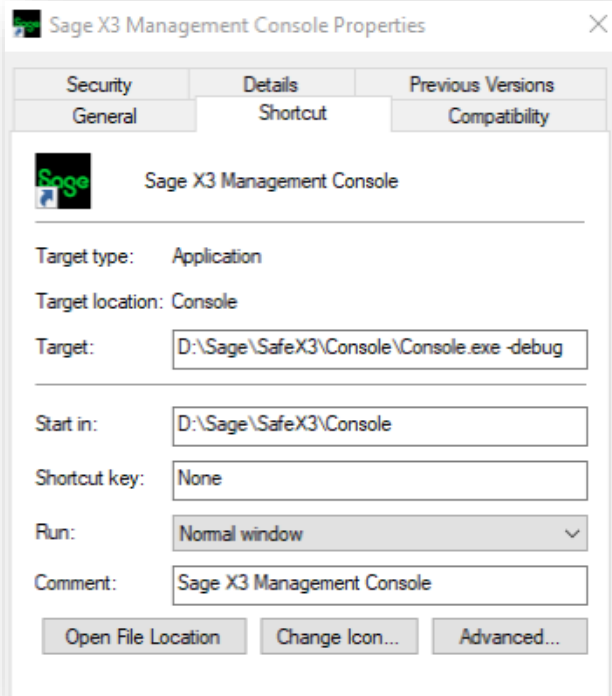 Sage X3 Management Console Properties
Security Details Previous Versions
General Shortcut Compatibility
Sage Sage X3 Management Console
Target type: Application
Target location: Console
Target: D:\Sage\SafeX3\Console\Console.exe -debug
Start in: D:\Sage\SafeX3\Console
Shortcut key: None
Run: Normal window
Comment: Sage X3 Management Console
Open File Location Change Icon... Advanced...